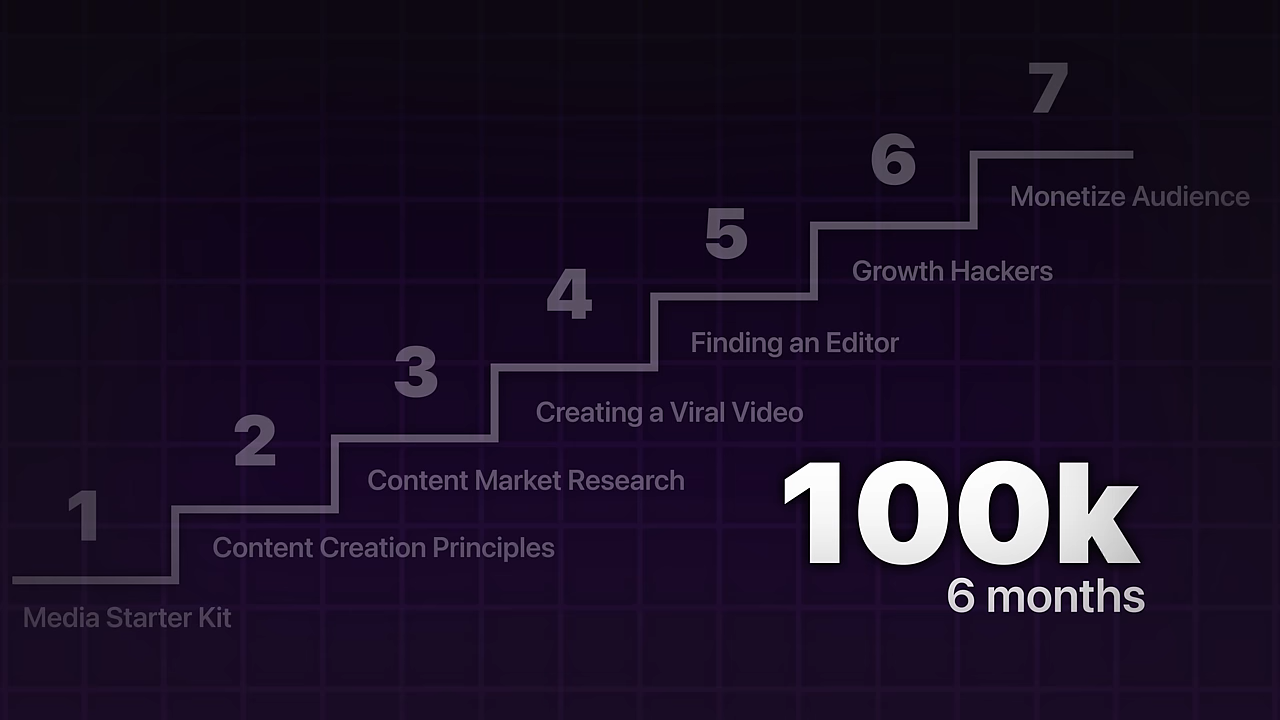 7
Monetize Audience
6
Growth Hackers
5
Finding an Editor
4
Creating a Viral Video
3
Content Market Research
2
Content Creation Principles
1
Media Starter Kit
100k
6 months